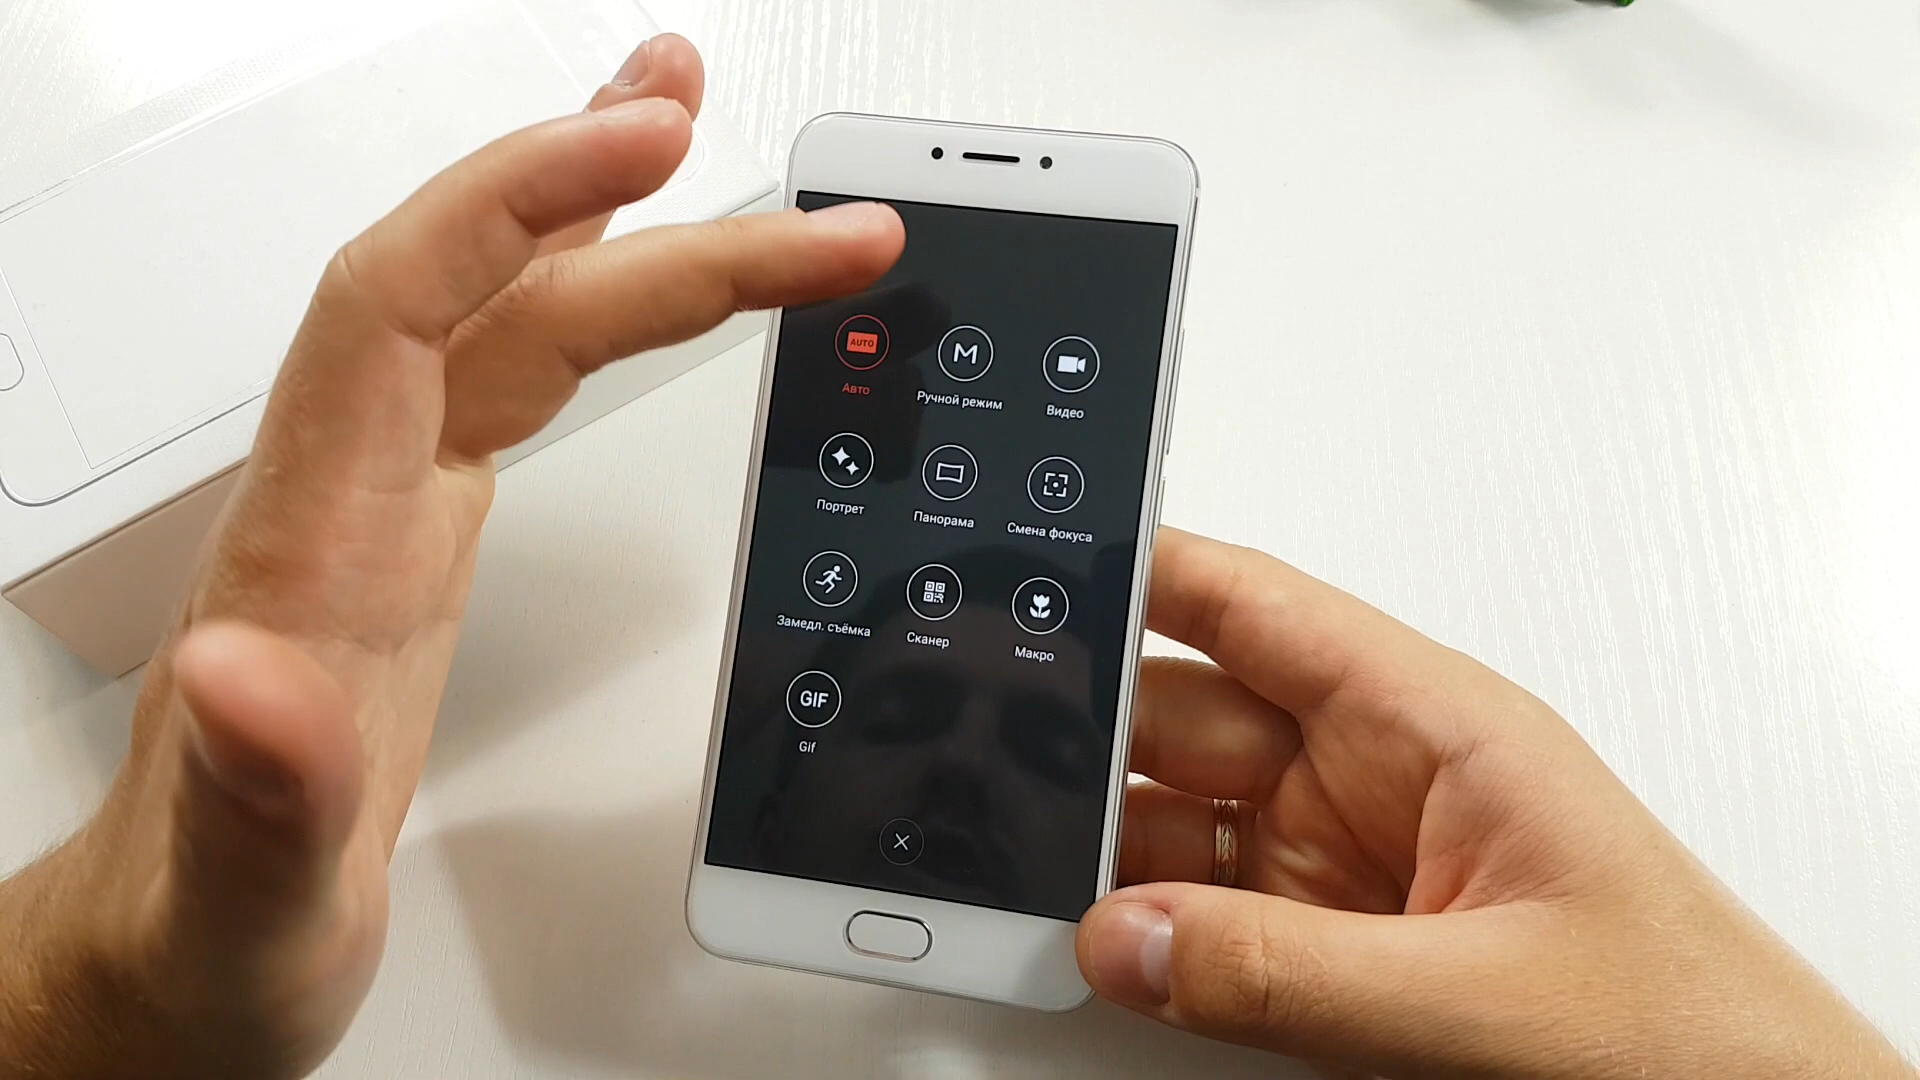 AUTO
Авто
M
Ручной режим
Видео
Портрет
Панорама
Смена фокуса
Замедл. съёмка
Сканер
Макро
GIF
Gif